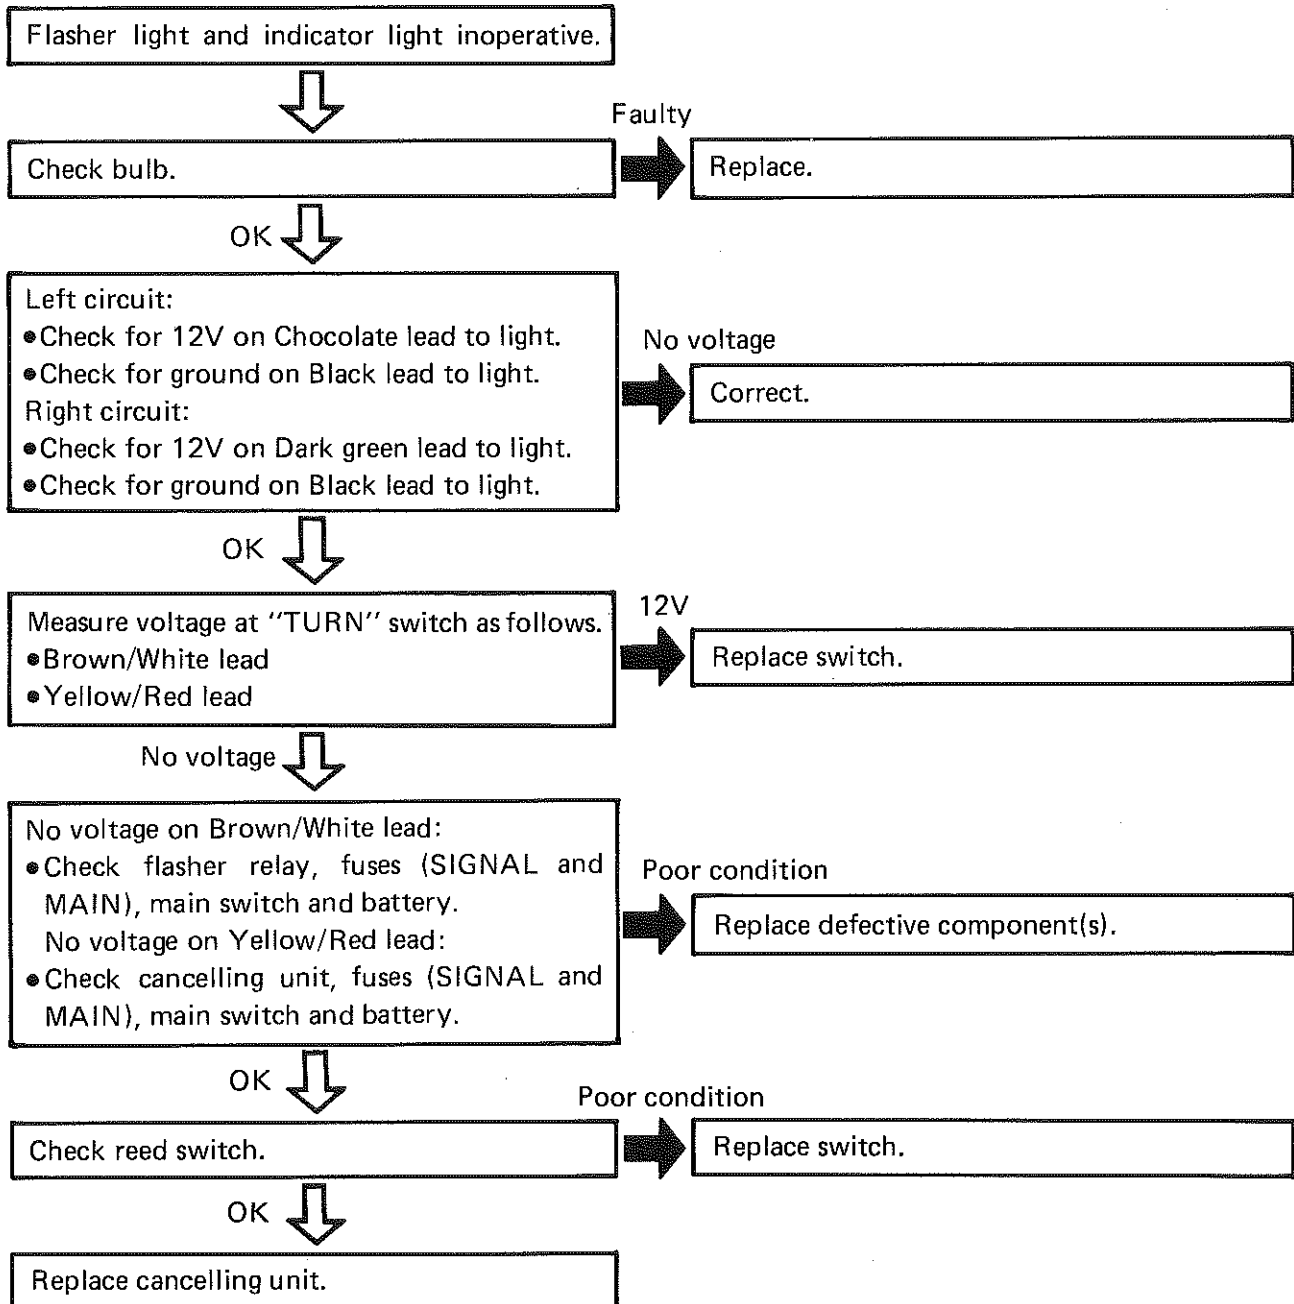 Flasher light and indicator light inoperative.
Faulty
Check bulb.
Replace.
OK
Left circuit:
●Check for 12V on Chocolate lead to light.
●Check for ground on Black lead to light.
Right circuit:
●Check for 12V on Dark green lead to light.
●Check for ground on Black lead to light.
No voltage
Correct.
OK
Measure voltage at "TURN" switch as follows.
●Brown/White lead
●Yellow/Red lead
12V
Replace switch.
No voltage
No voltage on Brown/White lead:
●Check flasher relay, fuses (SIGNAL and
MAIN), main switch and battery.
No voltage on Yellow/Red lead:
●Check cancelling unit, fuses (SIGNAL and
MAIN), main switch and battery.
Poor condition
Replace defective component(s).
OK
Poor condition
Check reed switch.
Replace switch.
OK
Replace cancelling unit.